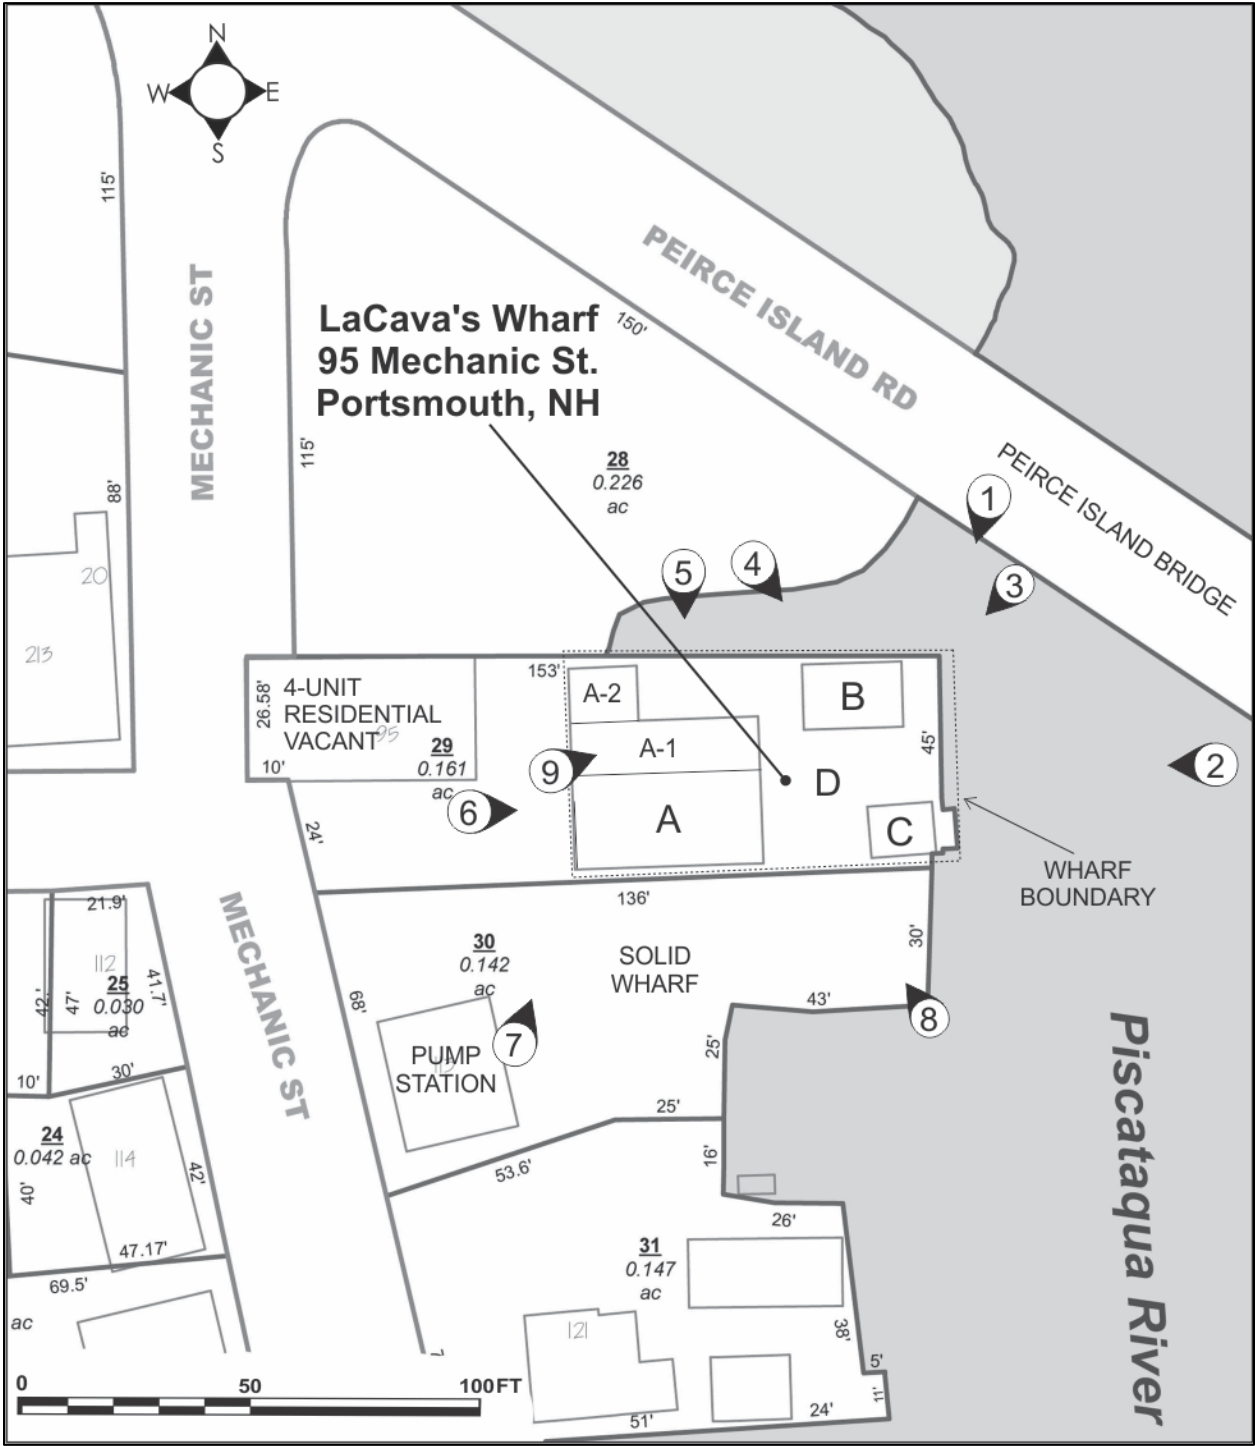 N
W E
S
115'
MECHANIC ST
PEIRCE ISLAND RD
LaCava's Wharf
95 Mechanic St.
Portsmouth, NH
150'
115'
88'
28
0.226
ac
PEIRCE ISLAND BRIDGE
1
3
4
5
2
20
213
4-UNIT
RESIDENTIAL
VACANT
95
26.58'
10'
153'
29
0.161
ac
A-2
A-1
A
B
C
D
45'
9
6
24'
WHARF
BOUNDARY
136'
MECHANIC ST
21.9'
112
25
0.030
ac
42.'
47'
41.7'
30'
10'
30
0.142
ac
SOLID
WHARF
30'
43'
8
7
68'
PUMP
STATION
25'
25'
16'
53.6'
24
0.042 ac
114
40'
42'
47.17'
69.5'
ac
26'
31
0.147
ac
121
38'
5'
11'
24'
51'
Piscataqua River
0 50 100 FT